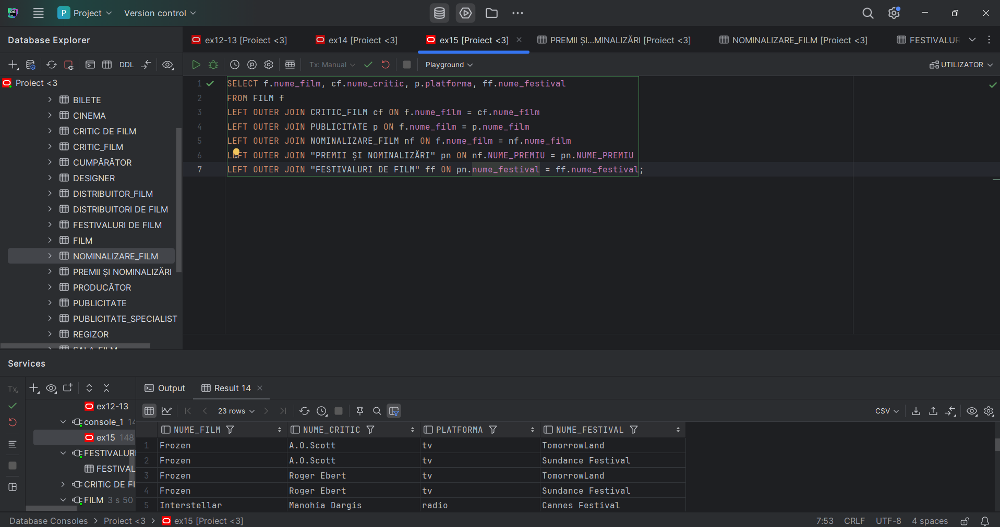 DG
P Project
Version control
Database Explorer
ex12-13 [Proiect <3]
ex14 [Proiect <3]
ex15 [Proiect <3]
PREMII ȘI...MINALIZĂRI [Proiect <3]
NOMINALIZARE_FILM [Proiect <3]
FESTIVALUR
DDL
Tx: Manual
Playground
UTILIZATOR
Proiect <3
BILETE
CINEMA
CRITIC DE FILM
CRITIC_FILM
CUMPĂRĂTOR
DESIGNER
DISTRIBUITOR_FILM
DISTRIBUITORI DE FILM
FESTIVALURI DE FILM
FILM
NOMINALIZARE_FILM
PREMII ȘI NOMINALIZĂRI
PRODUCĂTOR
PUBLICITATE
PUBLICITATE_SPECIALIST
REGIZOR
SALA_FILM
1 SELECT f.nume_film, cf.nume_critic, p.platforma, ff.nume_festival
2 FROM FILM f
3 LEFT OUTER JOIN CRITIC_FILM cf ON f.nume_film = cf.nume_film
4 LEFT OUTER JOIN PUBLICITATE p ON f.nume_film = p.nume_film
5 LEFT OUTER JOIN NOMINALIZARE_FILM nf ON f.nume_film = nf.nume_film
6 LEFT OUTER JOIN "PREMII ȘI NOMINALIZĂRI" pn ON nf.NUME_PREMIU = pn.NUME_PREMIU
7 LEFT OUTER JOIN "FESTIVALURI DE FILM" ff ON pn.nume_festival = ff.nume_festival;
Services
Tx
ex12-13
console_1 14
ex15 148
FESTIVALUR
FESTIVAL
CRITIC DE FI
FILM 3 s 50
Output
Result 14
23 rows
CSV
NUME_FILM NUME_CRITIC PLATFORMA NUME_FESTIVAL
1 Frozen A.O.Scott tv TomorrowLand
2 Frozen A.O.Scott tv Sundance Festival
3 Frozen Roger Ebert tv TomorrowLand
4 Frozen Roger Ebert tv Sundance Festival
5 Interstellar Manohia Dargis radio Cannes Festival
Database Consoles > Proiect <3 > ex15 [Proiect <3]
7:53 CRLF UTF-8 4 spaces